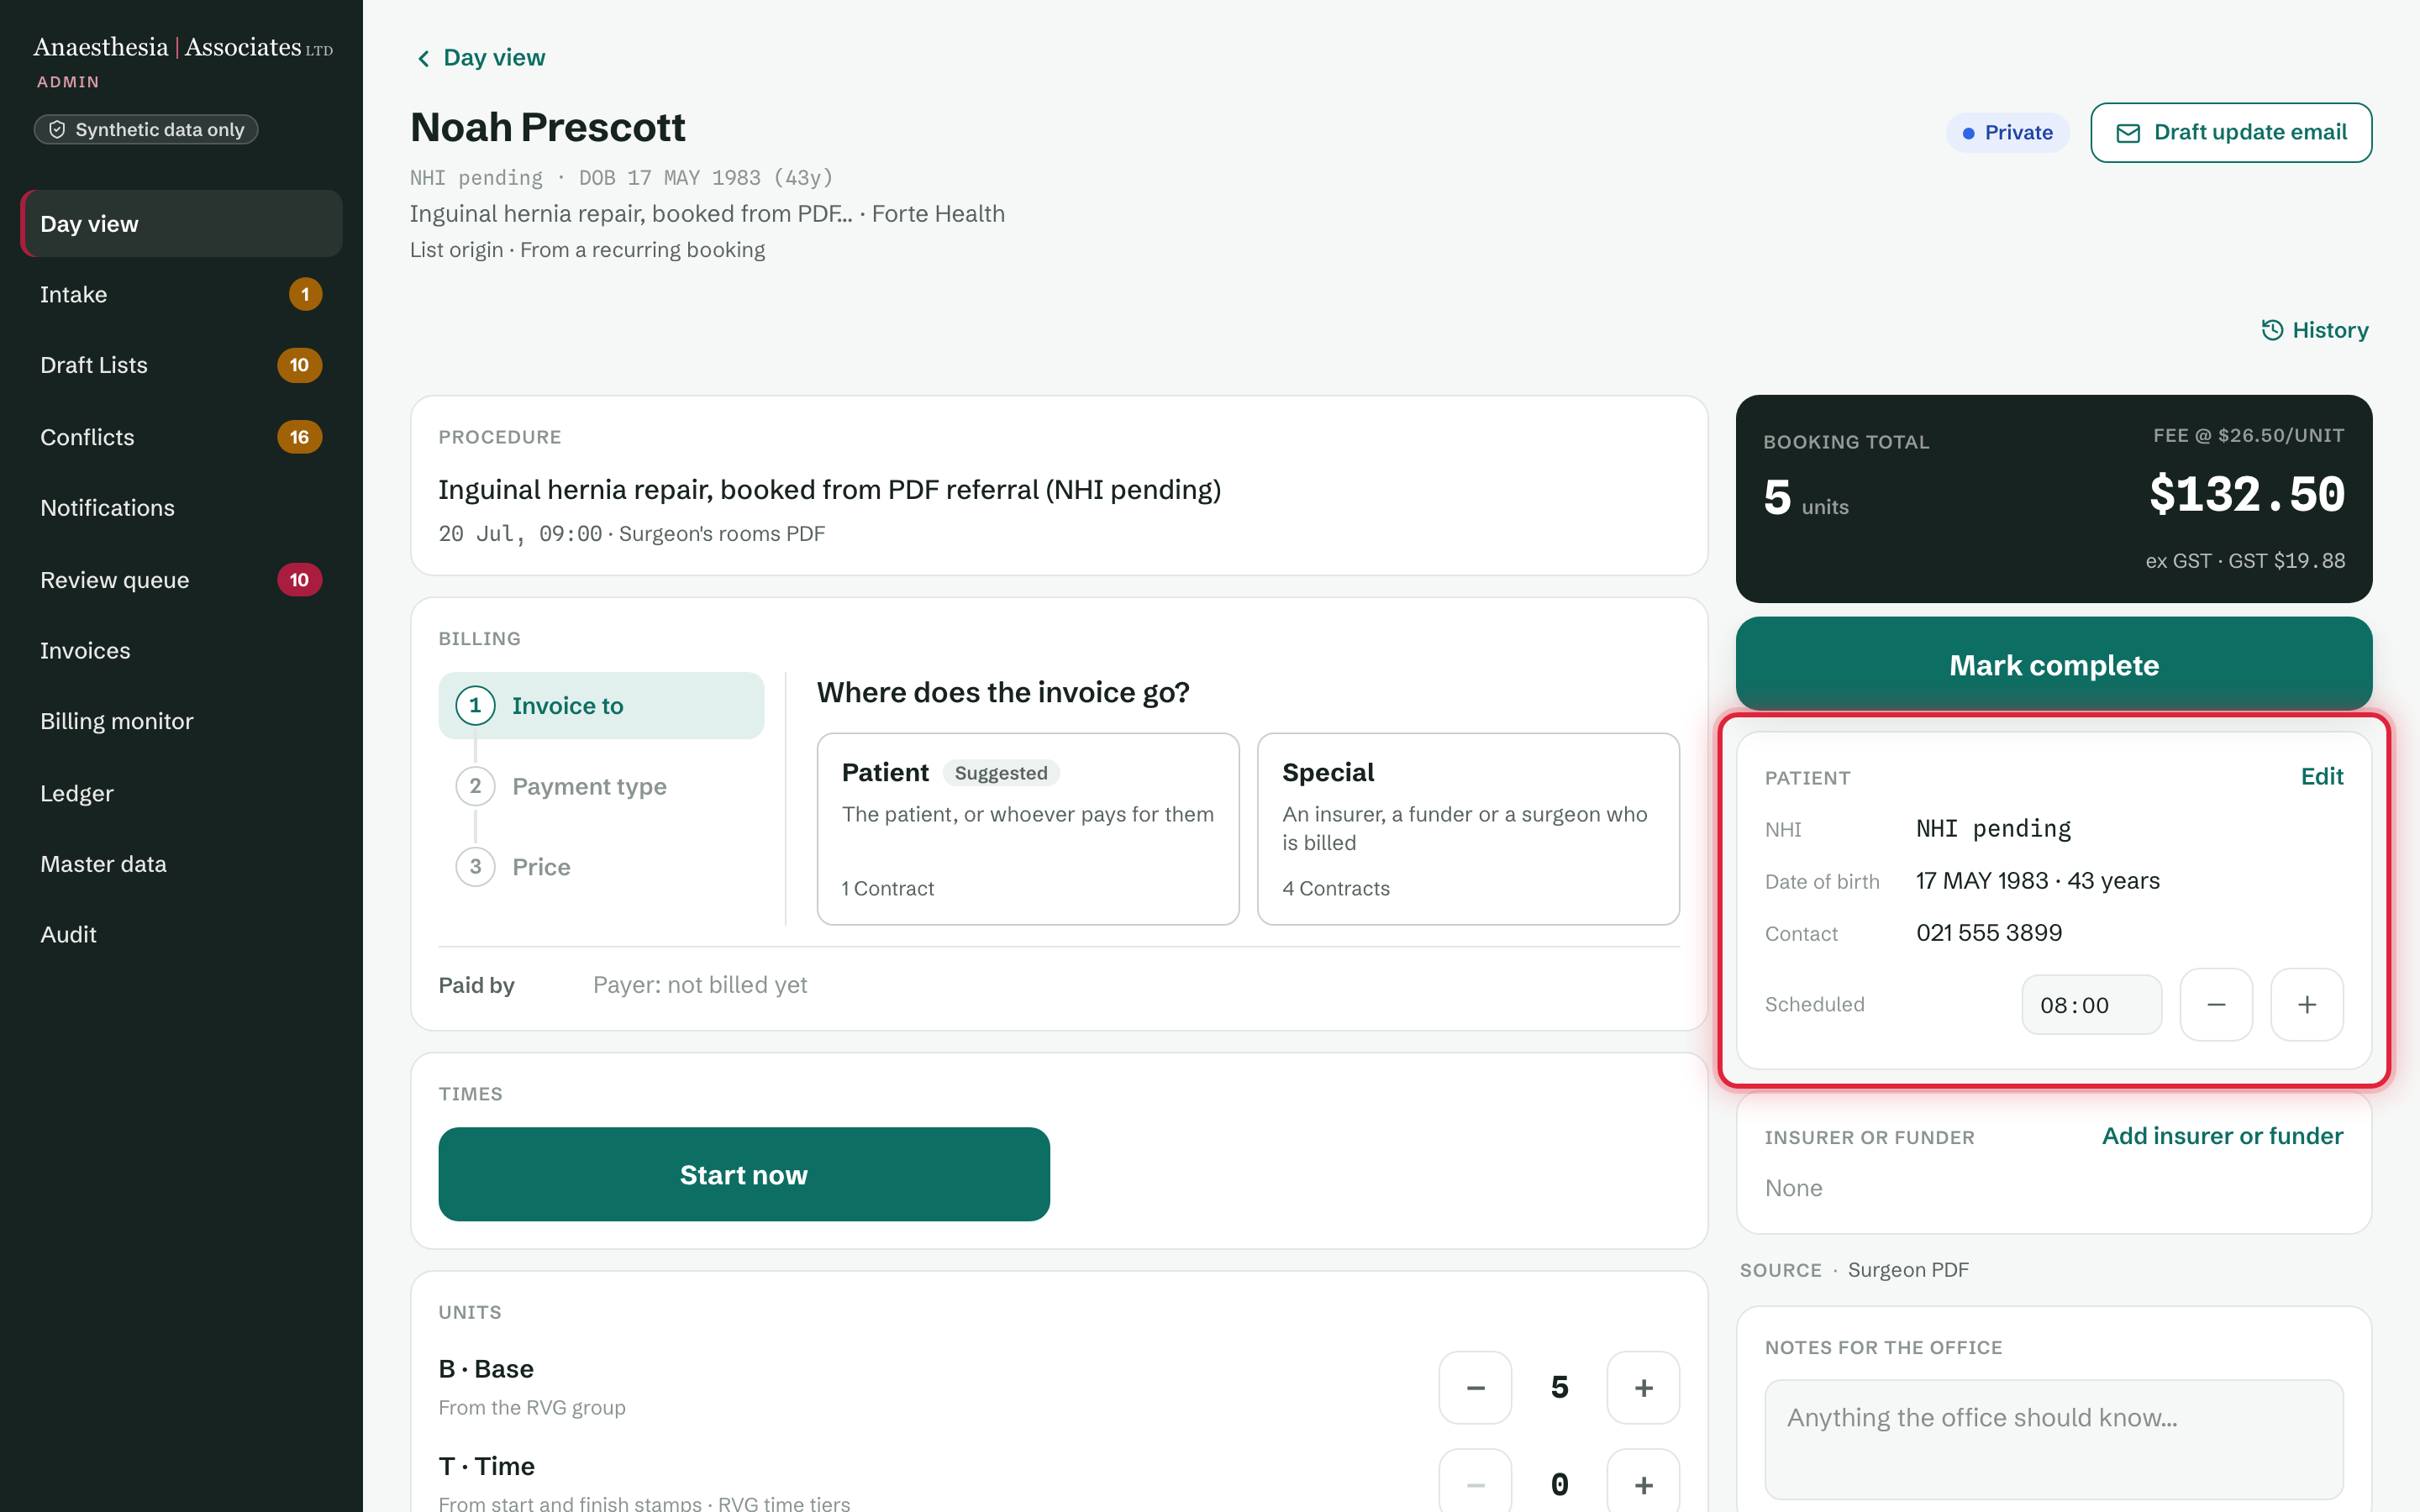 Anaesthesia | Associates LTD
ADMIN
Synthetic data only
Day view
Intake 1
Draft Lists 10
Conflicts 16
Notifications
Review queue 10
Invoices
Billing monitor
Ledger
Master data
Audit
Day view
Noah Prescott
NHI pending · DOB 17 MAY 1983 (43y)
Inguinal hernia repair, booked from PDF... · Forte Health
List origin · From a recurring booking
Private
Draft update email
History
PROCEDURE
Inguinal hernia repair, booked from PDF referral (NHI pending)
20 Jul, 09:00 · Surgeon's rooms PDF
BILLING
1 Invoice to
2 Payment type
3 Price
Where does the invoice go?
Patient Suggested
The patient, or whoever pays for them
1 Contract
Special
An insurer, a funder or a surgeon who
is billed
4 Contracts
Paid by Payer: not billed yet
TIMES
Start now
UNITS
B · Base
From the RVG group
− 5 +
T · Time
From start and finish stamps · RVG time tiers
− 0 +
BOOKING TOTAL
5 units
FEE @ $26.50/UNIT
$132.50
ex GST · GST $19.88
Mark complete
PATIENT Edit
NHI NHI pending
Date of birth 17 MAY 1983 · 43 years
Contact 021 555 3899
Scheduled 08:00 − +
INSURER OR FUNDER Add insurer or funder
None
SOURCE · Surgeon PDF
NOTES FOR THE OFFICE
Anything the office should know...